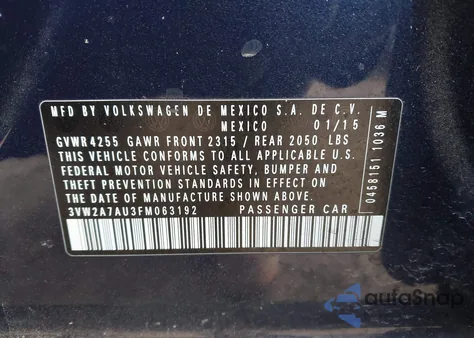 MFD BY VOLKSWAGEN DE MEXICO S.A. DE C.V.
MEXICO 01/15
GVWR 4255 GAWR FRONT 2315 / REAR 2050 LBS
THIS VEHICLE CONFORMS TO ALL APPLICABLE U.S.
FEDERAL MOTOR VEHICLE SAFETY, BUMPER AND
THEFT PREVENTION STANDARDS IN EFFECT ON
THE DATE OF MANUFACTURE SHOWN ABOVE.
3VW2A7AU3FM063192 PASSENGER CAR
0458151 1036 M
autoSnap